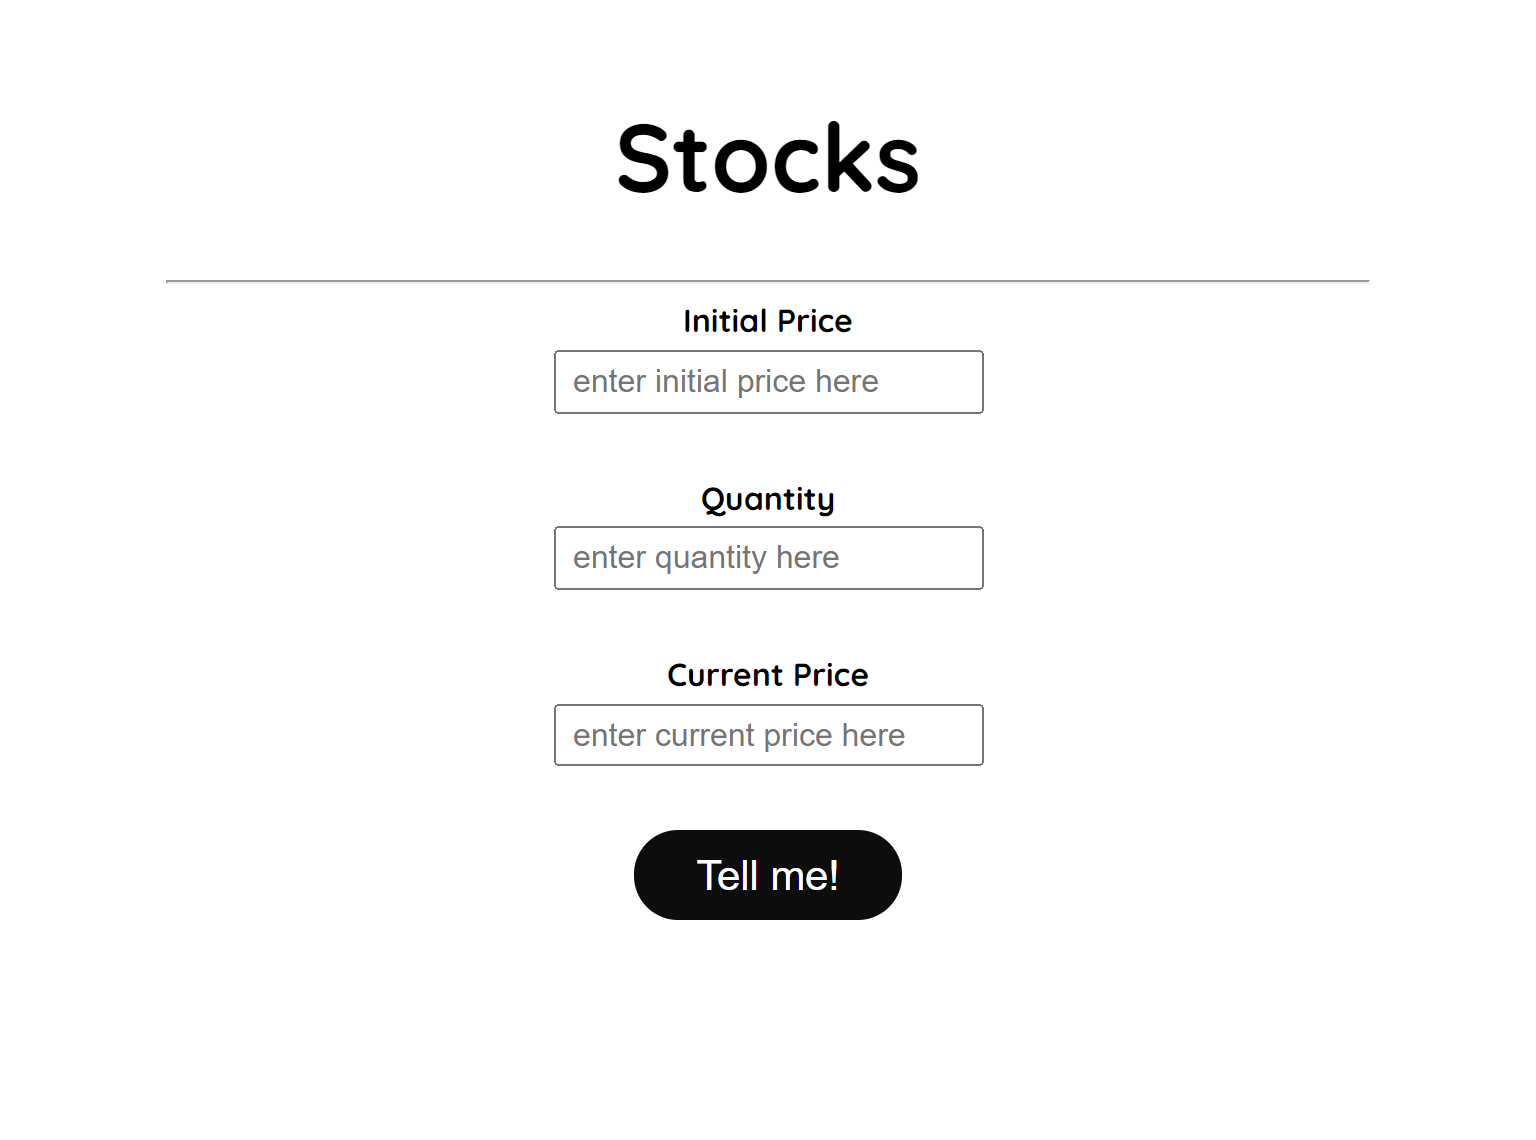 Stocks
Initial Price
enter initial price here
Quantity
enter quantity here
Current Price
enter current price here
Tell me!